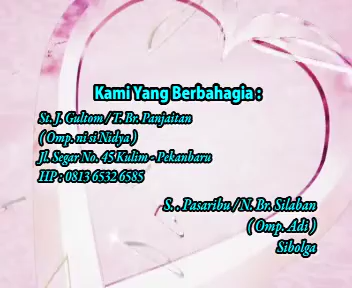 Kami Yang Berbahagia :
St. J. Gultom / T. Br. Panjaitan
( Omp. ni si Nidya )
Jl. Segar No. 45 Kulim - Pekanbaru
HP : 0813 6532 6585
S. . Pasaribu / N. Br. Silaban
( Omp. Adi )
Sibolga